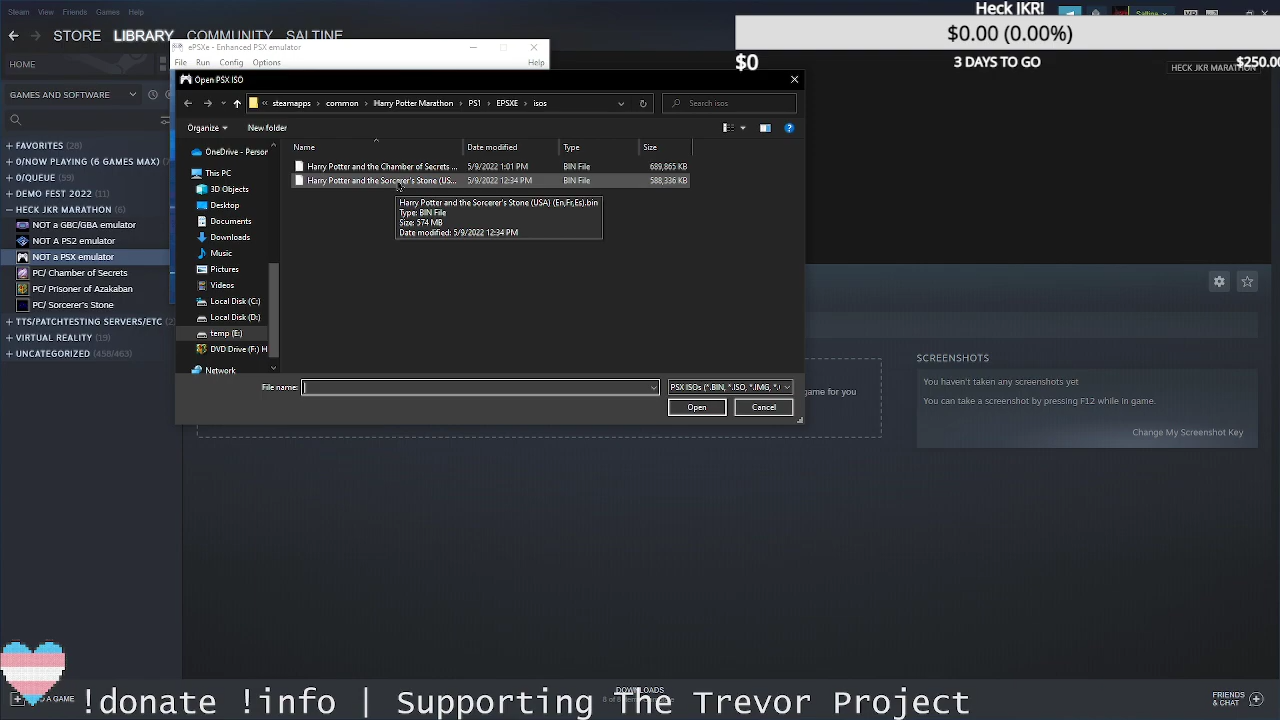 Steam View Friends Games Help
Heck JKR!
STORE LIBRARY COMMUNITY SALTINE
$0.00 (0.00%)
ePSXe - Enhanced PSX emulator
HOME
File Run Config Options Help
$0 3 DAYS TO GO $250.00
HECK JKR MARATHON
Open PSX ISO
GAMES AND SOFTWARE
steamapps > common > !Harry Potter Marathon > PS1 > EPSXE > isos
Search isos
Organize New folder
OneDrive - Person
Name Date modified Type Size
This PC
Harry Potter and the Chamber of Secrets ... 5/9/2022 1:01 PM BIN File 689,865 KB
3D Objects
Harry Potter and the Sorcerer's Stone (US... 5/9/2022 12:34 PM BIN File 588,336 KB
Desktop
Documents
Downloads
Music
Pictures
Videos
Local Disk (C:)
Local Disk (D:)
temp (E:)
DVD Drive (F:) H
Network
Harry Potter and the Sorcerer's Stone (USA) (En,Fr,Es).bin
Type: BIN File
Size: 574 MB
Date modified: 5/9/2022 12:34 PM
+ FAVORITES (28)
+ 0/NOW PLAYING (6 GAMES MAX) (7
+ 0/QUEUE (59)
+ DEMO FEST 2022 (11)
— HECK JKR MARATHON (6)
NOT a GBC/GBA emulator
NOT A PS2 emulator
NOT a PSX emulator
PC/ Chamber of Secrets
PC/ Prisoner of Azakaban
PC/ Sorcerer's Stone
+ TTS/PATCHTESTING SERVERS/ETC (2
+ VIRTUAL REALITY (19)
+ UNCATEGORIZED (458/463)
File name:
PSX ISOs (*.BIN, *.ISO, *.IMG, *.
Open Cancel
game for you
SCREENSHOTS
You haven't taken any screenshots yet
You can take a screenshot by pressing F12 while in game.
Change My Screenshot Key
A GAME
DOWNLOADS
FRIENDS
& CHAT
!donate !info | Supporting The Trevor Project